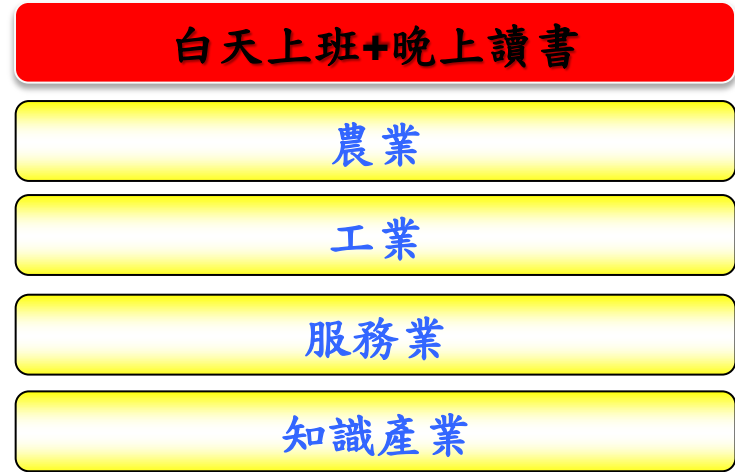 白天上班+晚上讀書
農業
工業
服務業
知識產業